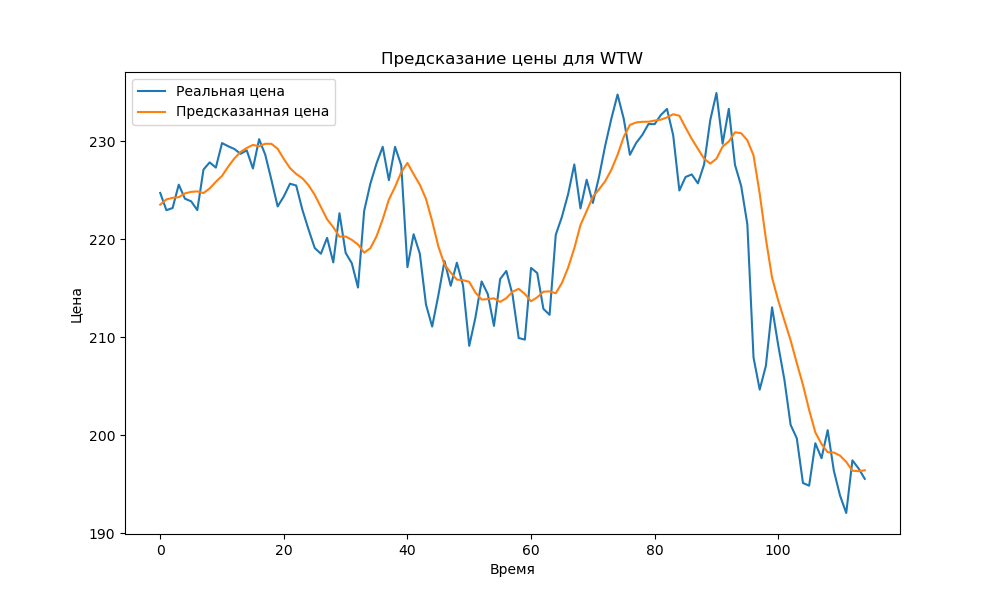 Предсказание цены для WTW
Реальная цена
Предсказанная цена
Цена
230
220
210
200
190
0 20 40 60 80 100
Время